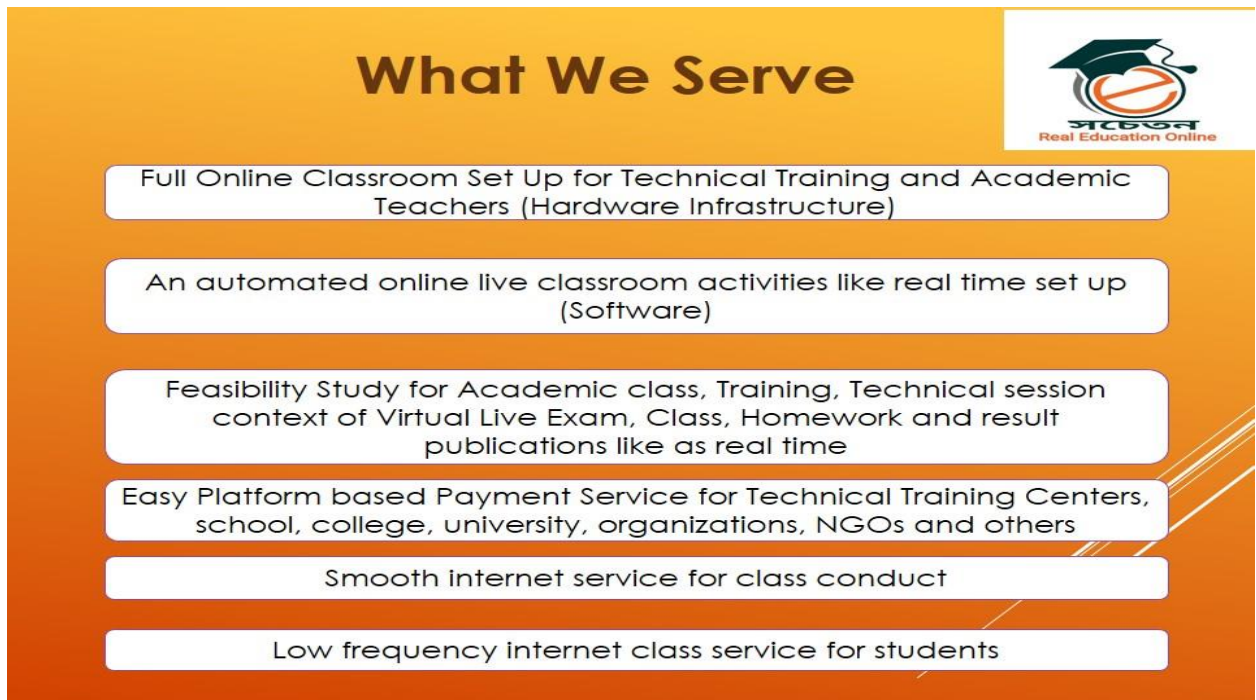 What We Serve
সচেতন
Real Education Online
Full Online Classroom Set Up for Technical Training and Academic
Teachers (Hardware Infrastructure)
An automated online live classroom activities like real time set up
(Software)
Feasibility Study for Academic class, Training, Technical session
context of Virtual Live Exam, Class, Homework and result
publications like as real time
Easy Platform based Payment Service for Technical Training Centers,
school, college, university, organizations, NGOs and others
Smooth internet service for class conduct
Low frequency internet class service for students